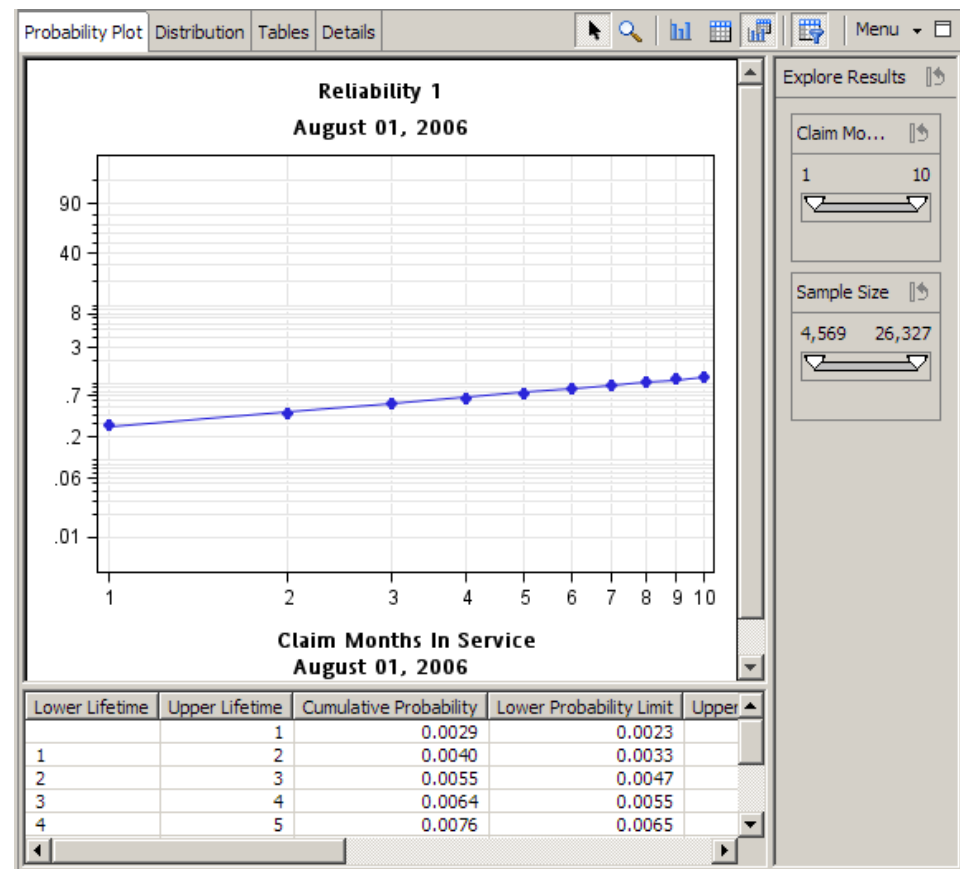 Probability Plot Distribution Tables Details Menu
Reliability 1
August 01, 2006
90
40
8
3
.7
.2
.06
.01
1 2 3 4 5 6 7 8 9 10
Claim Months In Service
August 01, 2006
Explore Results
Claim Mo...
1 10
Sample Size
4,569 26,327
Lower Lifetime Upper Lifetime Cumulative Probability Lower Probability Limit Upper
1 0.0029 0.0023
1 2 0.0040 0.0033
2 3 0.0055 0.0047
3 4 0.0064 0.0055
4 5 0.0076 0.0065